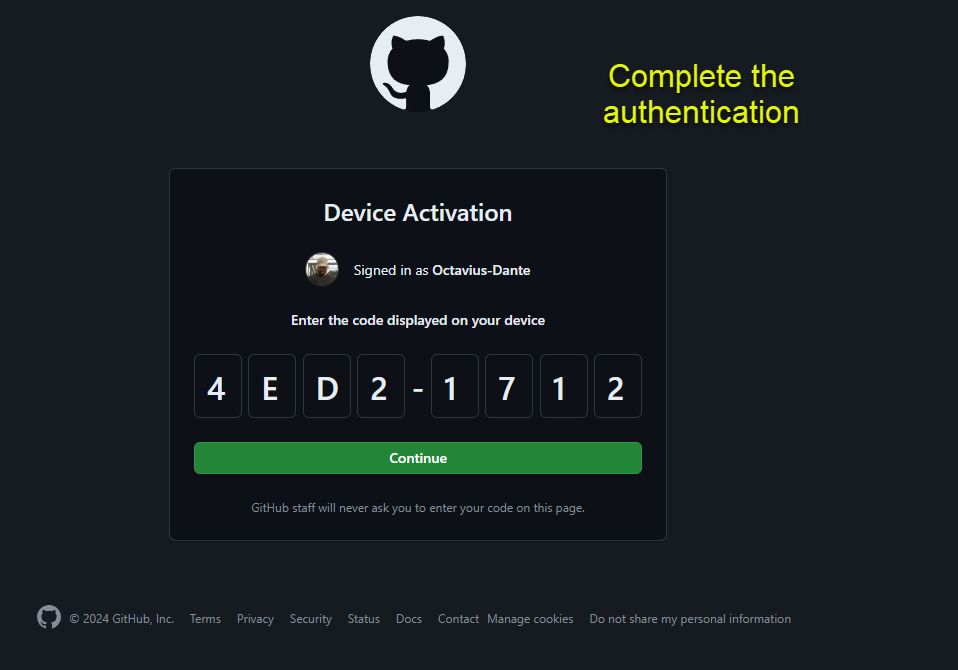 Complete the
authentication
Device Activation
Signed in as Octavius-Dante
Enter the code displayed on your device
4 E D 2 - 1 7 1 2
Continue
GitHub staff will never ask you to enter your code on this page.
© 2024 GitHub, Inc. Terms Privacy Security Status Docs Contact Manage cookies Do not share my personal information